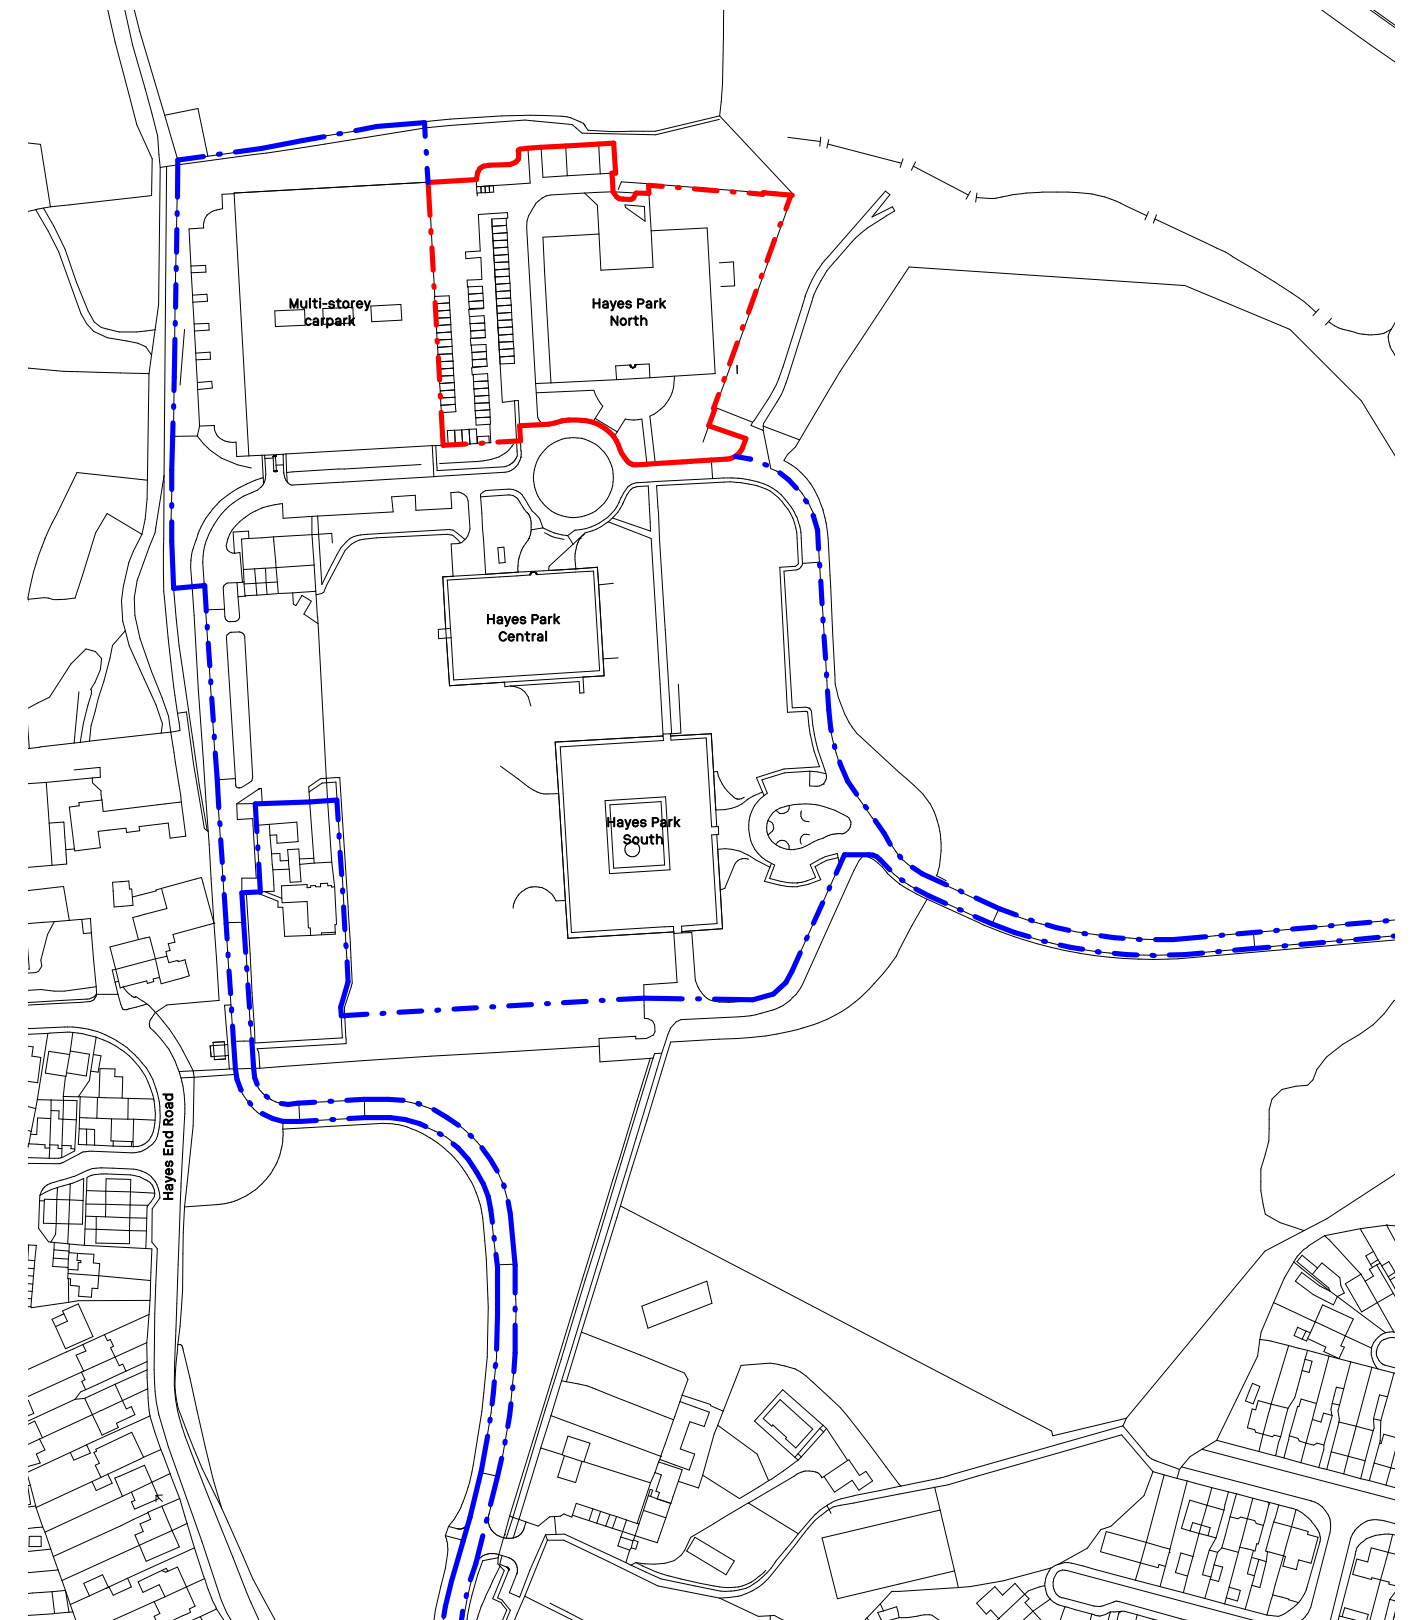 Multi-storey
carpark
Hayes Park
North
Hayes Park
Central
Hayes Park
South
Hayes End Road